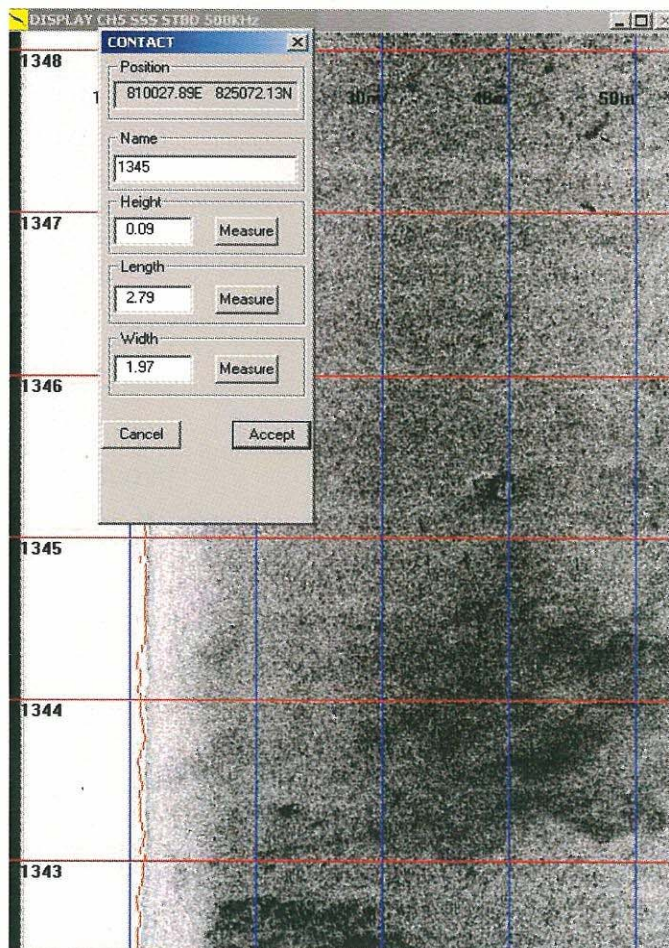 DISPLAY CH5 SSS STBD 500KHz
CONTACT
Position
810027.89E 825072.13N
Name
1345
Height
0.09 Measure
Length
2.79 Measure
Width
1.97 Measure
Cancel Accept
1348
30m 40m 50m
1347
1346
1345
1344
1343